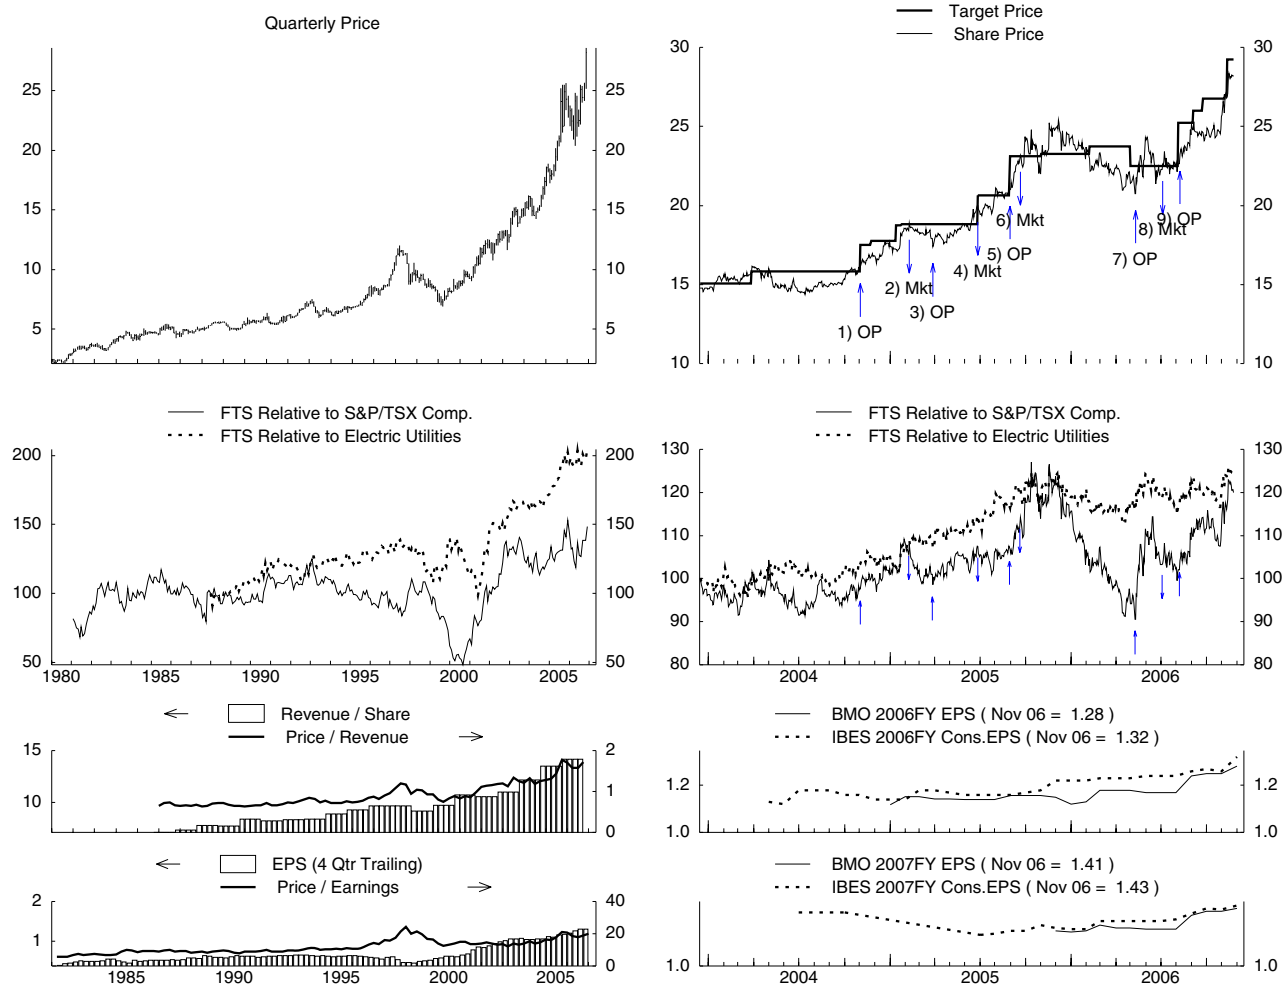 Quarterly Price
25
20
15
10
5
25
20
15
10
5
Target Price
Share Price
30
25
20
15
10
30
25
20
15
10
1) OP
2) Mkt
3) OP
4) Mkt
5) OP
6) Mkt
7) OP
8) Mkt
9) OP
FTS Relative to S&P/TSX Comp.
FTS Relative to Electric Utilities
200
150
100
50
200
150
100
50
1980 1985 1990 1995 2000 2005
FTS Relative to S&P/TSX Comp.
FTS Relative to Electric Utilities
130
120
110
100
90
80
130
120
110
100
90
80
2004 2005 2006
Revenue / Share
Price / Revenue
15
10
2
1
0
BMO 2006FY EPS ( Nov 06 = 1.28 )
IBES 2006FY Cons.EPS ( Nov 06 = 1.32 )
1.2
1.0
1.2
1.0
EPS (4 Qtr Trailing)
Price / Earnings
2
1
40
20
0
1985 1990 1995 2000 2005
BMO 2007FY EPS ( Nov 06 = 1.41 )
IBES 2007FY Cons.EPS ( Nov 06 = 1.43 )
1.0
1.0
2004 2005 2006